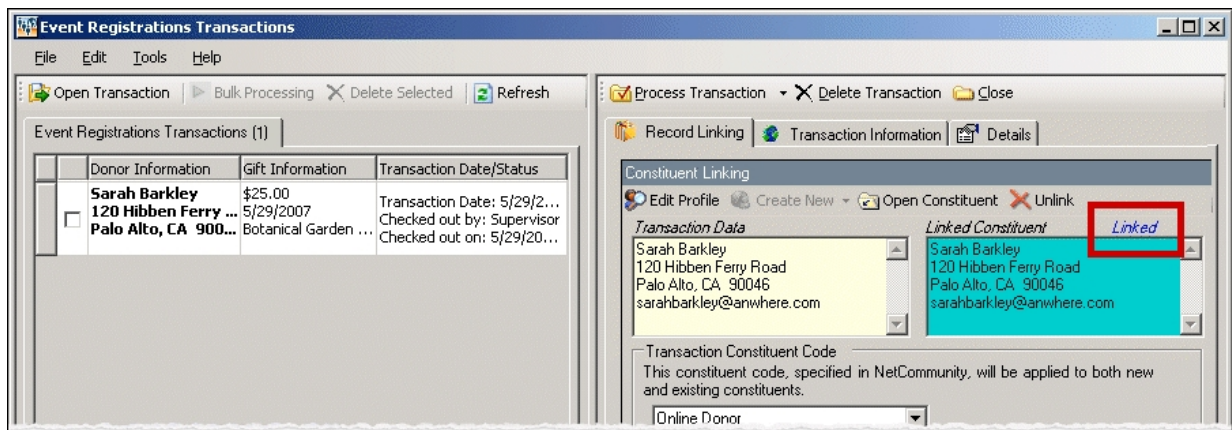 Event Registrations Transactions
File Edit Tools Help
Open Transaction Bulk Processing Delete Selected Refresh
Event Registrations Transactions (1)
Donor Information Gift Information Transaction Date/Status
Sarah Barkley $25.00 Transaction Date: 5/29/2...
120 Hibben Ferry ... 5/29/2007 Checked out by: Supervisor
Palo Alto, CA 900... Botanical Garden ... Checked out on: 5/29/20...
Process Transaction Delete Transaction Close
Record Linking Transaction Information Details
Constituent Linking
Edit Profile Create New Open Constituent Unlink
Transaction Data
Sarah Barkley
120 Hibben Ferry Road
Palo Alto, CA 90046
sarahbarkley@anwhere.com
Linked Constituent Linked
Sarah Barkley
120 Hibben Ferry Road
Palo Alto, CA 90046
sarahbarkley@anwhere.com
Transaction Constituent Code
This constituent code, specified in NetCommunity, will be applied to both new
and existing constituents.
Online Donor